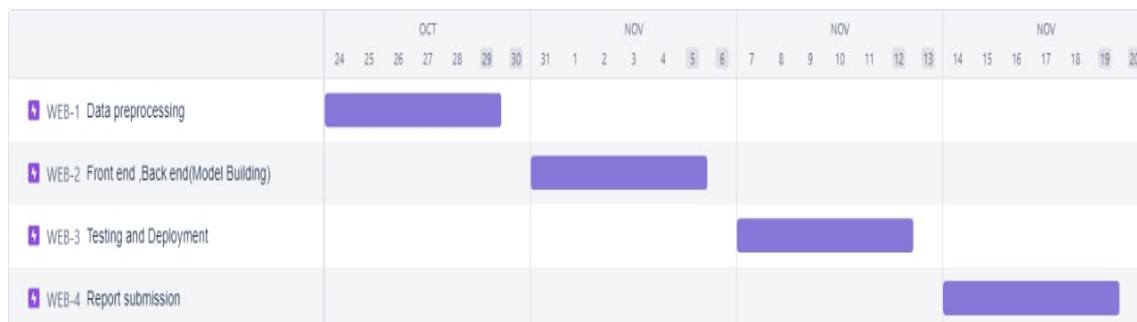 OCT NOV NOV NOV
24 25 26 27 28 29 30 31 1 2 3 4 5 6 7 8 9 10 11 12 13 14 15 16 17 18 19 20
WEB-1 Data preprocessing
WEB-2 Front end ,Back end(Model Building)
WEB-3 Testing and Deployment
WEB-4 Report submission